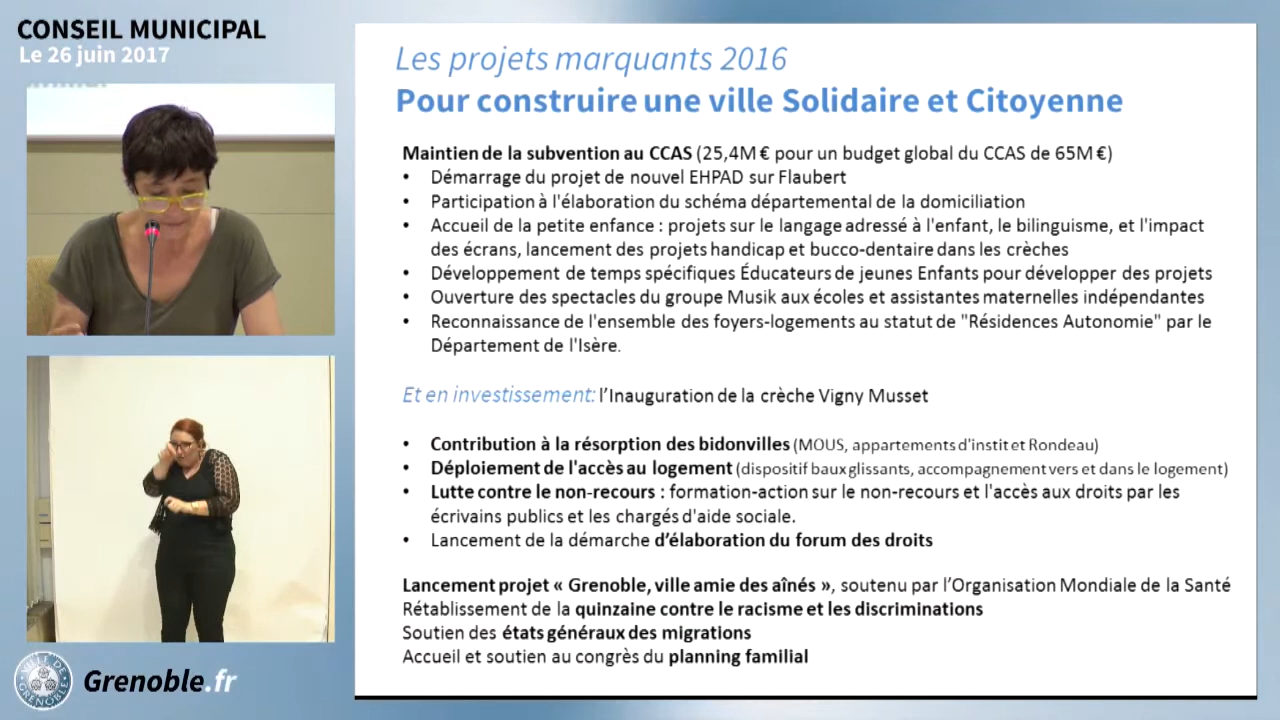 CONSEIL MUNICIPAL
Le 26 juin 2017
Les projets marquants 2016
Pour construire une ville Solidaire et Citoyenne
Maintien de la subvention au CCAS (25,4M € pour un budget global du CCAS de 65M €)
• Démarrage du projet de nouvel EHPAD sur Flaubert
• Participation à l'élaboration du schéma départemental de la domiciliation
• Accueil de la petite enfance : projets sur le langage adressé à l'enfant, le bilinguisme, et l'impact
des écrans, lancement des projets handicap et bucco-dentaire dans les crèches
• Développement de temps spécifiques Éducateurs de jeunes Enfants pour développer des projets
• Ouverture des spectacles du groupe Musik aux écoles et assistantes maternelles indépendantes
• Reconnaissance de l'ensemble des foyers-logements au statut de "Résidences Autonomie" par le
Département de l'Isère.
Et en investissement: l'Inauguration de la crèche Vigny Musset
• Contribution à la résorption des bidonvilles (MOUS, appartements d'instit et Rondeau)
• Déploiement de l'accès au logement (dispositif baux glissants, accompagnement vers et dans le logement)
• Lutte contre le non-recours : formation-action sur le non-recours et l'accès aux droits par les
écrivains publics et les chargés d'aide sociale.
• Lancement de la démarche d'élaboration du forum des droits
Lancement projet « Grenoble, ville amie des aînés », soutenu par l'Organisation Mondiale de la Santé
Rétablissement de la quinzaine contre le racisme et les discriminations
Soutien des états généraux des migrations
Accueil et soutien au congrès du planning familial
VILLE DE
GRENOBLE
Grenoble.fr